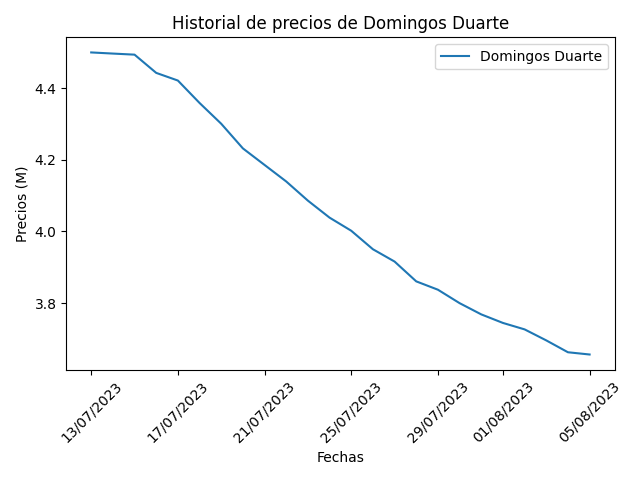 Historial de precios de Domingos Duarte
Domingos Duarte
Precios (M)
4.4
4.2
4.0
3.8
13/07/2023
17/07/2023
21/07/2023
25/07/2023
29/07/2023
01/08/2023
05/08/2023
Fechas